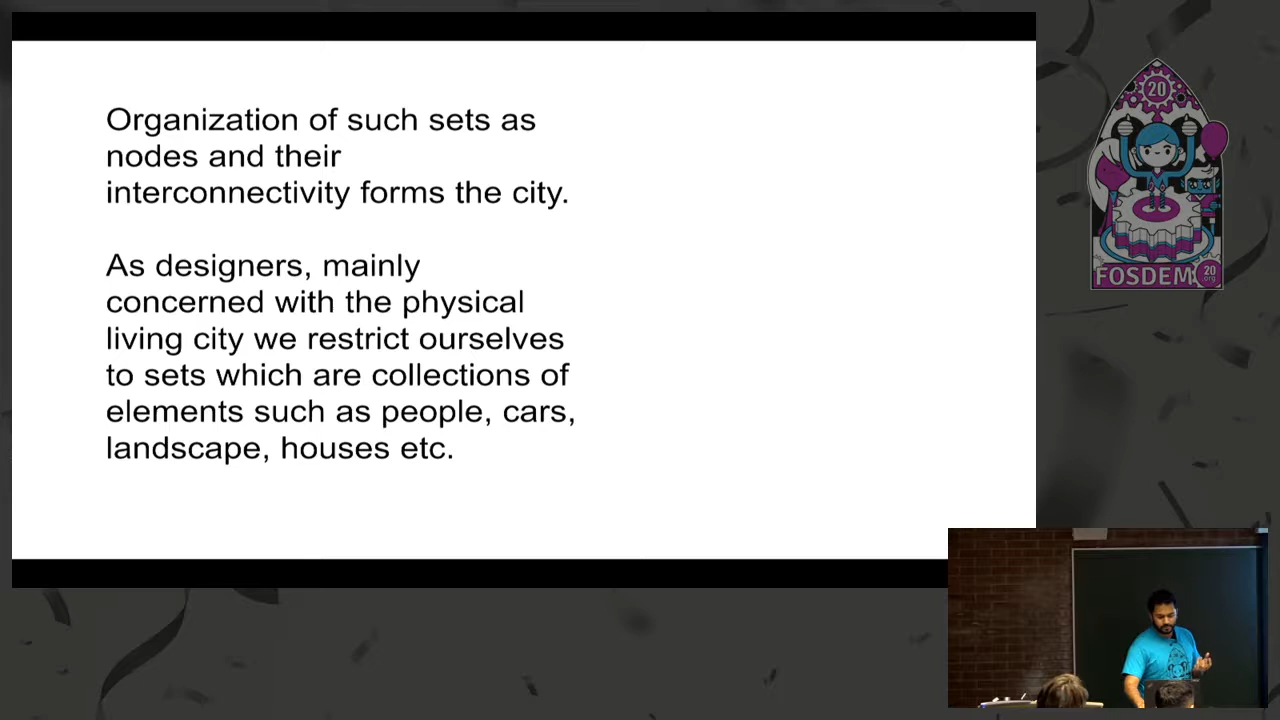 Organization of such sets as
nodes and their
interconnectivity forms the city.
As designers, mainly
concerned with the physical
living city we restrict ourselves
to sets which are collections of
elements such as people, cars,
landscape, houses etc.
20
FOSDEM
20
.org